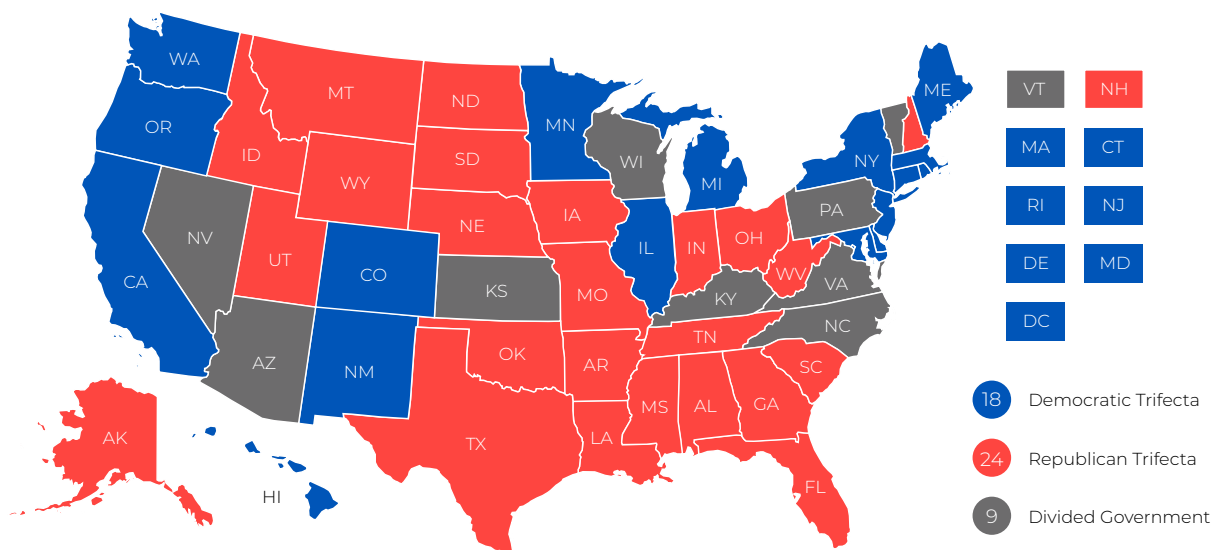 WA
OR
CA
NV
ID
MT
WY
UT
AZ
CO
NM
ND
SD
NE
KS
OK
TX
MN
IA
MO
AR
LA
WI
IL
MI
IN
OH
KY
TN
MS
AL
GA
FL
SC
NC
VA
WV
PA
NY
ME
AK
HI
VT NH
MA CT
RI NJ
DE MD
DC
18 Democratic Trifecta
24 Republican Trifecta
9 Divided Government